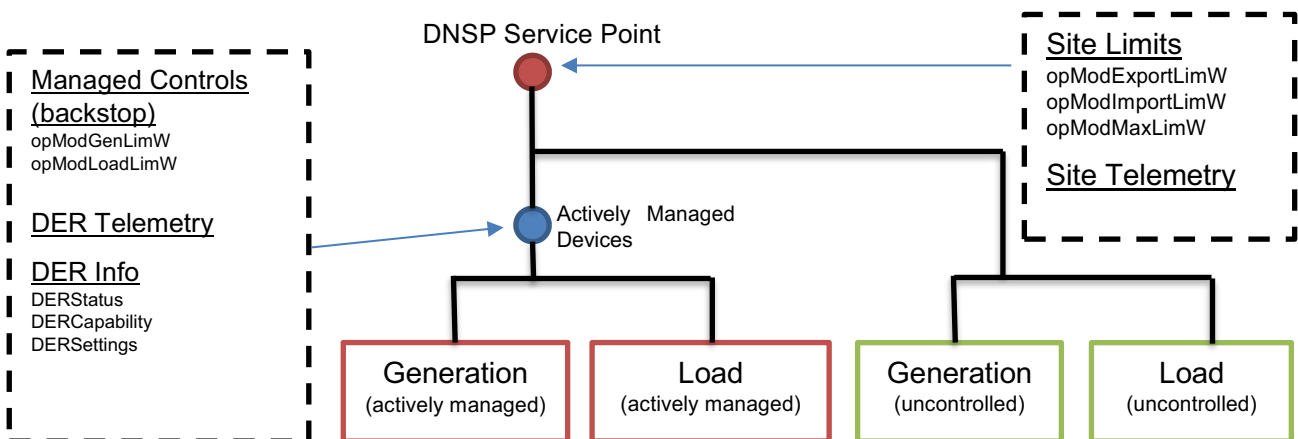 DNSP Service Point
Managed Controls
(backstop)
opModGenLimW
opModLoadLimW
DER Telemetry
DER Info
DERStatus
DERCapability
DERSettings
Site Limits
opModExportLimW
opModImportLimW
opModMaxLimW
Site Telemetry
Actively Managed
Devices
Generation
(actively managed)
Load
(actively managed)
Generation
(uncontrolled)
Load
(uncontrolled)